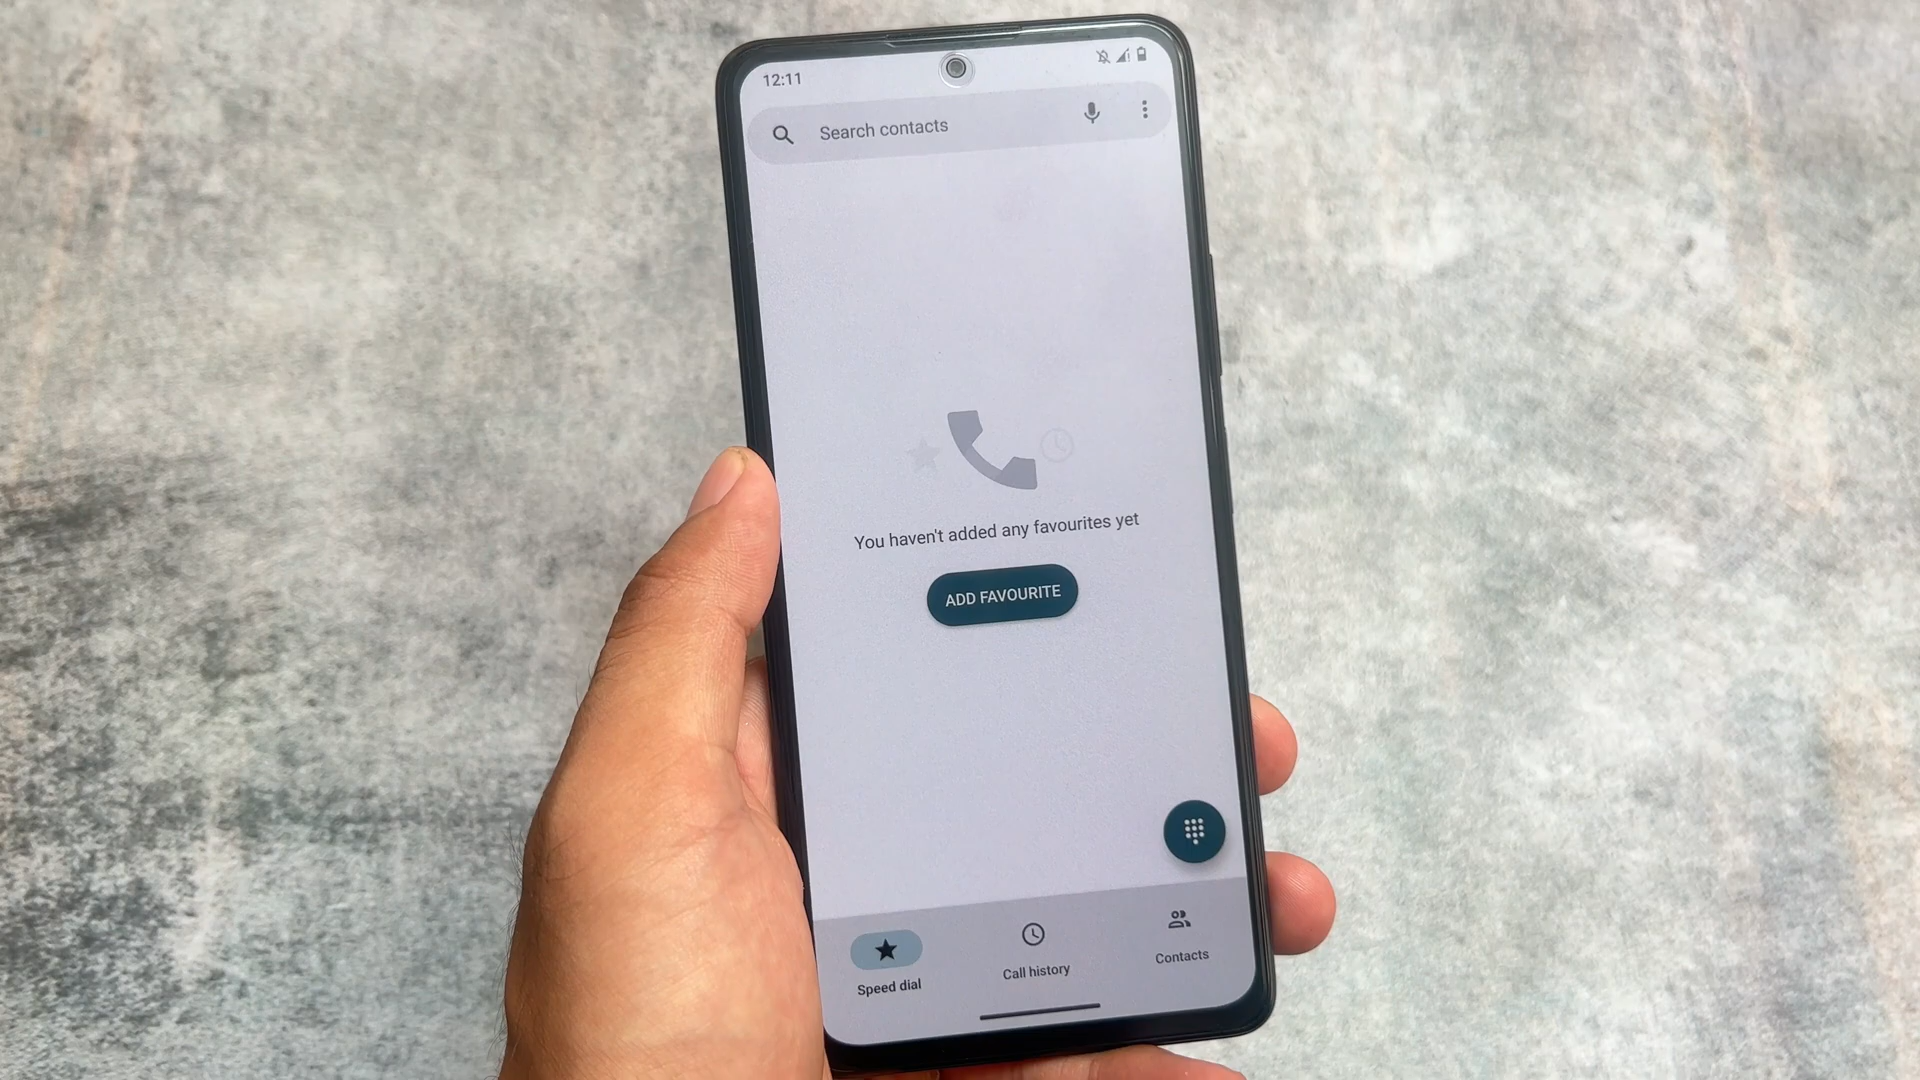 12:11
Search contacts
You haven't added any favourites yet
ADD FAVOURITE
Speed dial
Call history
Contacts